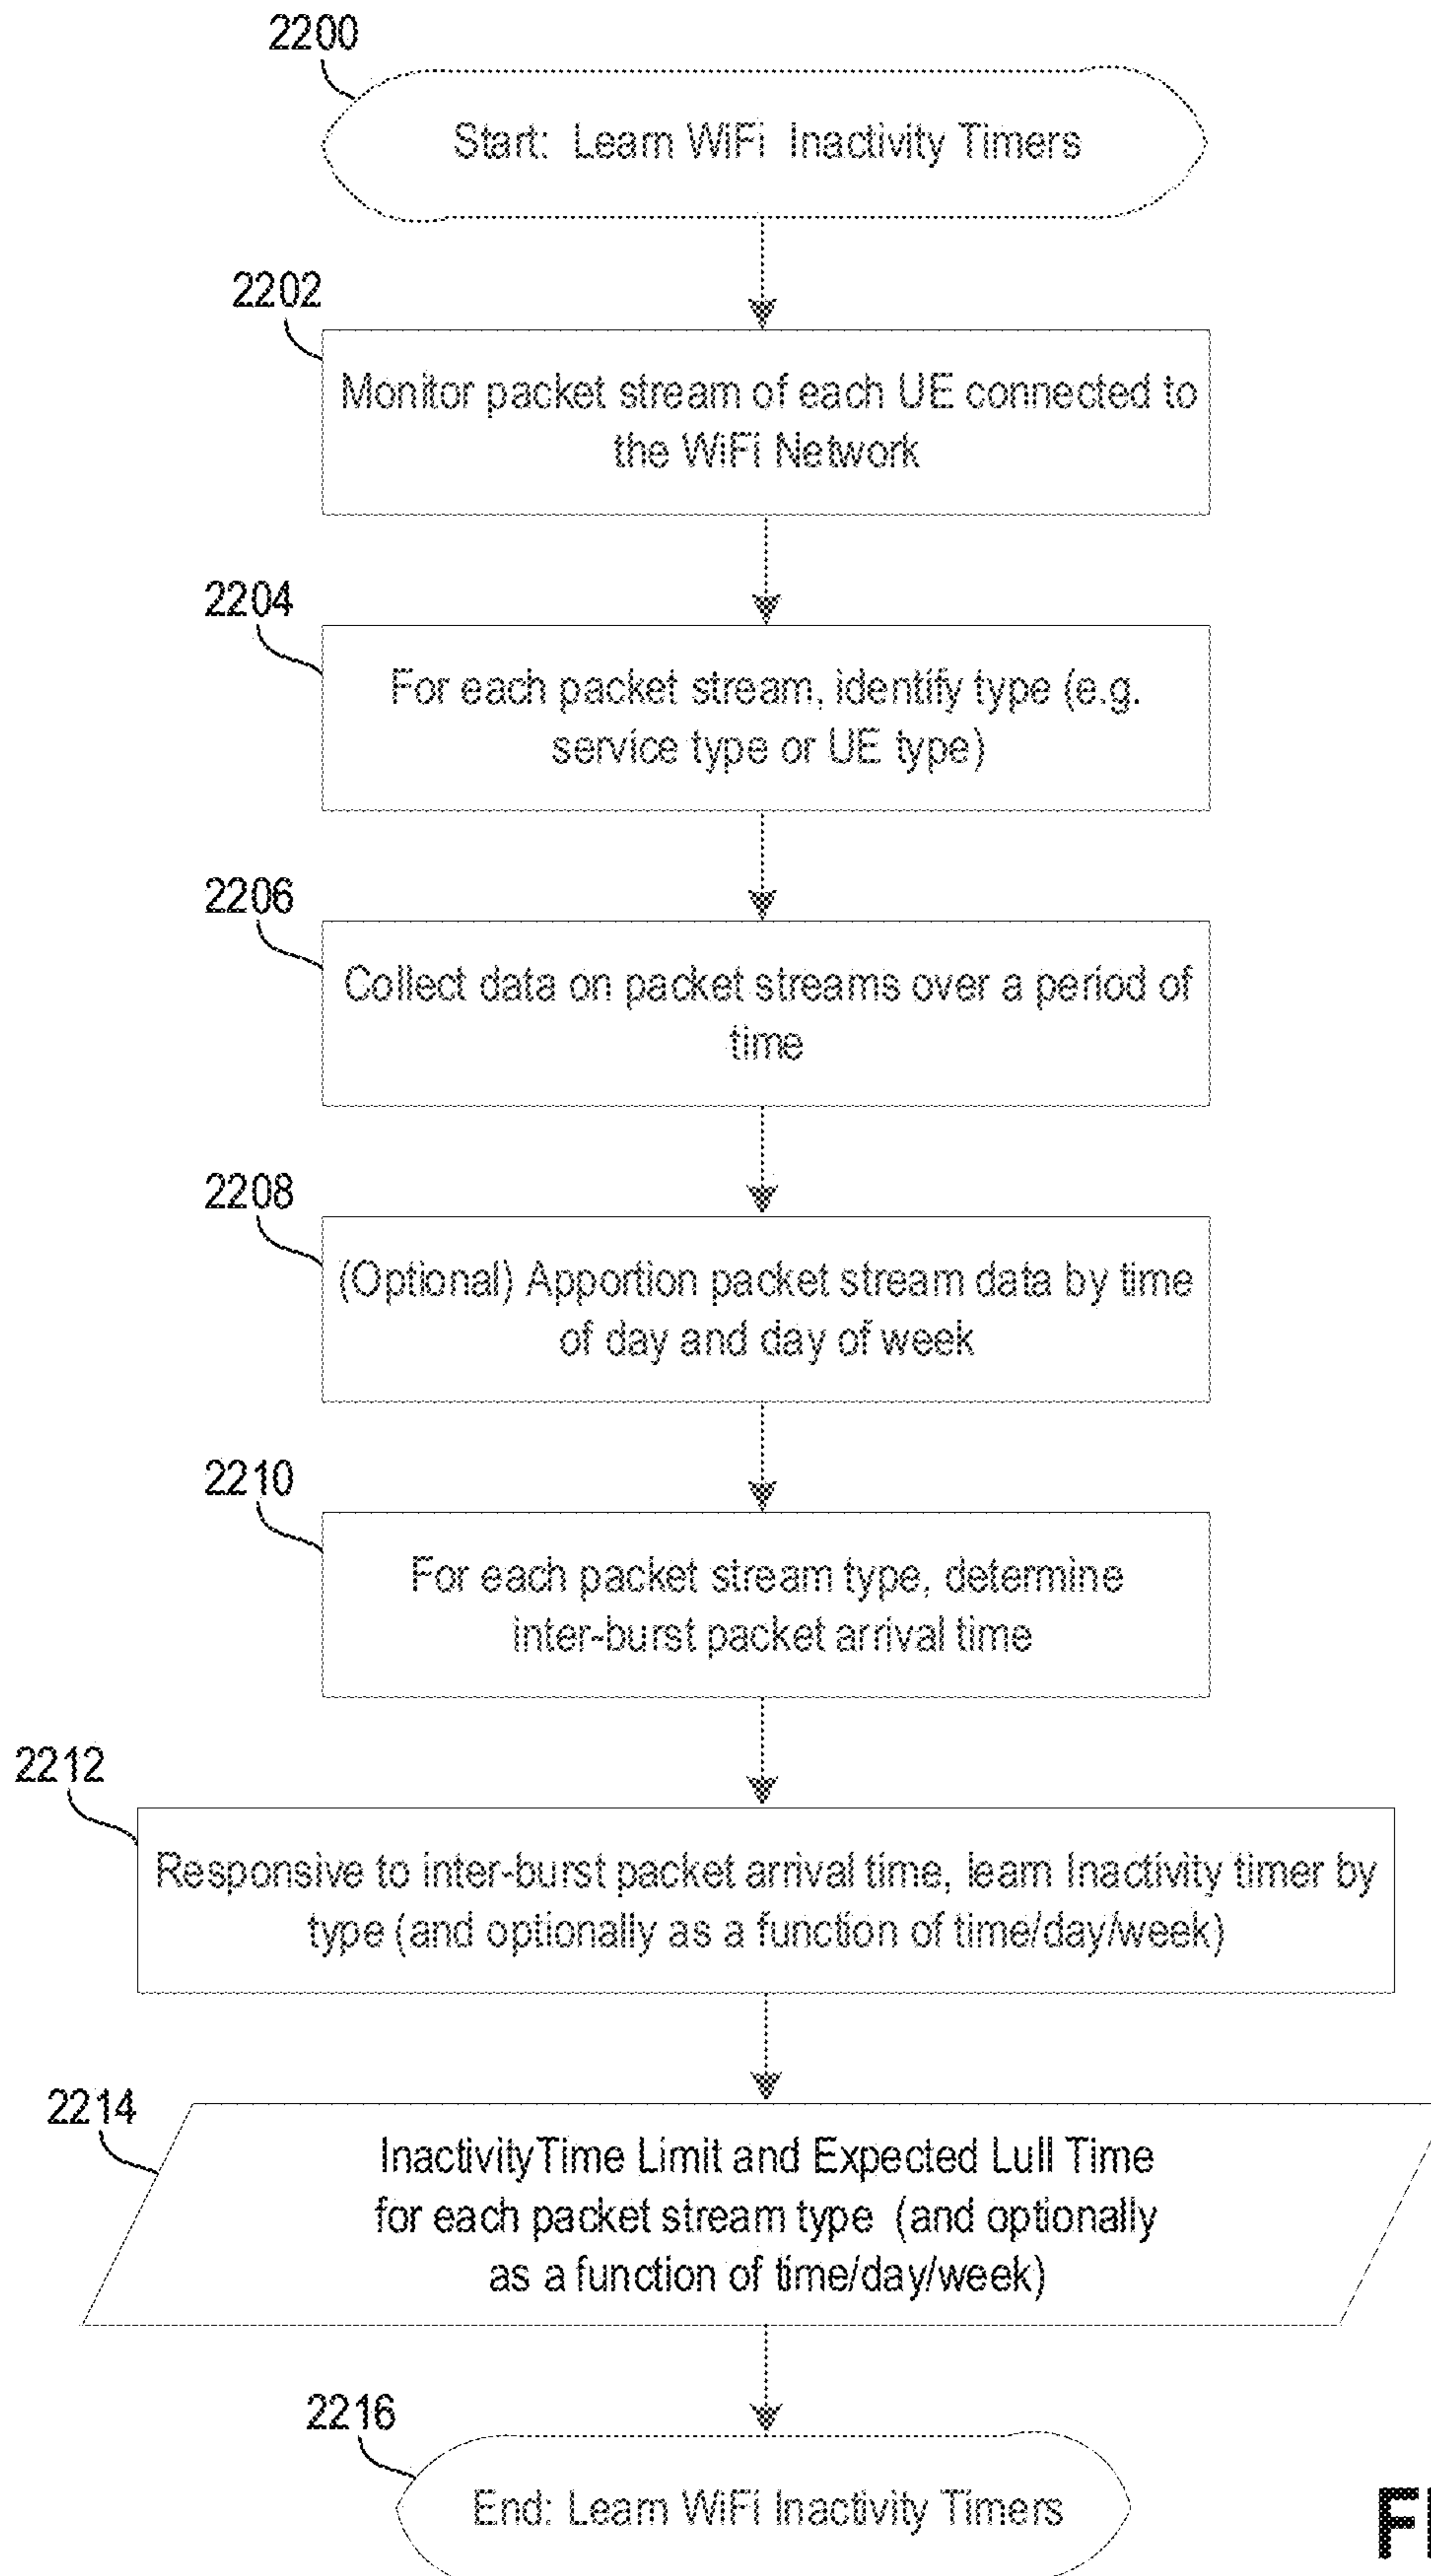 2200
Start: Learn WiFi Inactivity Timers
2202
Monitor packet stream of each UE connected to
the WiFi Network
2204
For each packet stream, identify type (e.g.
service type or UE type)
2206
Collect data on packet streams over a period of
time
2208
(Optional) Apportion packet stream data by time
of day and day of week
2210
For each packet stream type, determine
inter-burst packet arrival time
2212
Responsive to inter-burst packet arrival time, learn Inactivity timer by
type (and optionally as a function of time/day/week)
2214
InactivityTime Limit and Expected Lull Time
for each packet stream type (and optionally
as a function of time/day/week)
2216
End: Learn WiFi Inactivity Timers